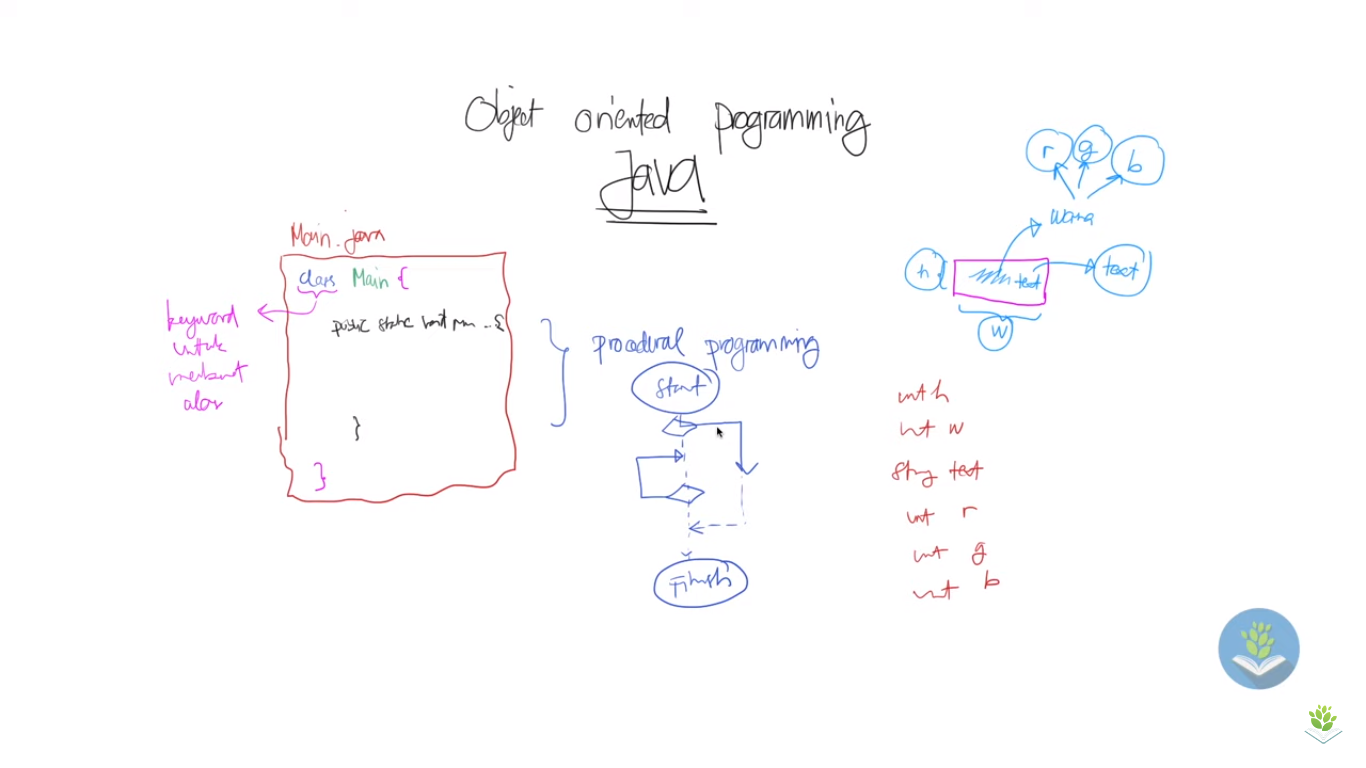 Object oriented programming
Java
Main.java
class Main {
public static void main .. {
}
}
keyword
untuk
membuat
procedural programming
Start
Finish
r
g
b
warna
h
text
text
w
int h
int w
String text
int r
int g
int b